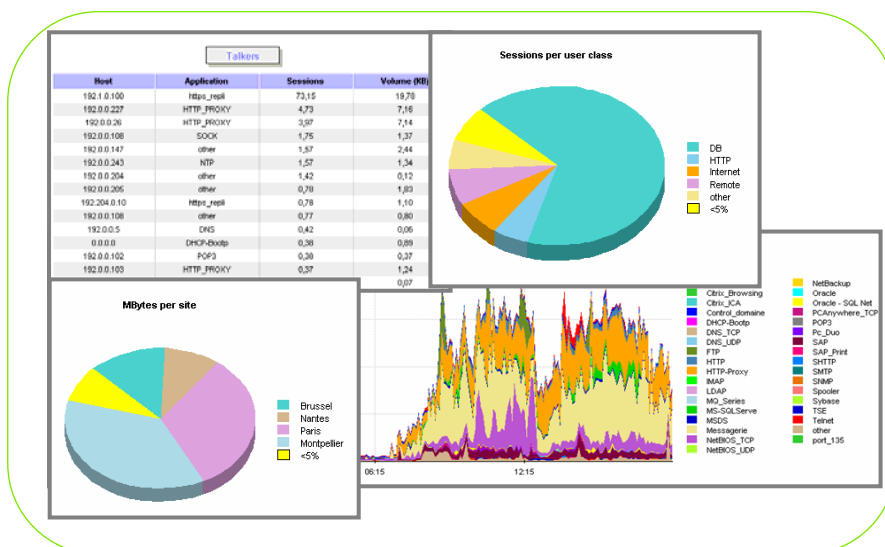 Talkers
Host Application Sessions Volume (KB)
192.1.0.100 https_repli 73,15 19,78
192.0.0.227 HTTP_PROXY 4,73 7,16
192.0.0.26 HTTP_PROXY 3,97 7,14
192.0.0.108 SOCK 1,75 1,37
192.0.0.147 other 1,57 2,44
192.0.0.243 NTP 1,57 1,34
192.0.0.204 other 1,42 0,12
192.0.0.205 other 0,78 1,83
192.204.0.10 https_repli 0,78 1,10
192.0.0.108 other 0,77 0,80
192.0.0.5 DNS 0,42 0,06
0.0.0.0 DHCP-Bootp 0,38 0,89
192.0.0.102 POP3 0,38 0,37
192.0.0.103 HTTP_PROXY 0,37 1,24
0,07
Sessions per user class
DB
HTTP
Internet
Remote
other
<5%
MBytes per site
Brussel
Nantes
Paris
Montpellier
<5%
06:15 12:15
Citrix_Browsing
Citrix_ICA
Control_domaine
DHCP-Bootp
DNS_TCP
DNS_UDP
FTP
HTTP
HTTP-Proxy
IMAP
LDAP
MQ_Series
MS-SQLServe
MSDS
Messagerie
NetBIOS_TCP
NetBIOS_UDP
NetBackup
Oracle
Oracle - SQL Net
PCAnywhere_TCP
POP3
Pc_Duo
SAP
SAP_Print
SHTTP
SMTP
SNMP
Spooler
Sybase
TSE
Telnet
other
port_135